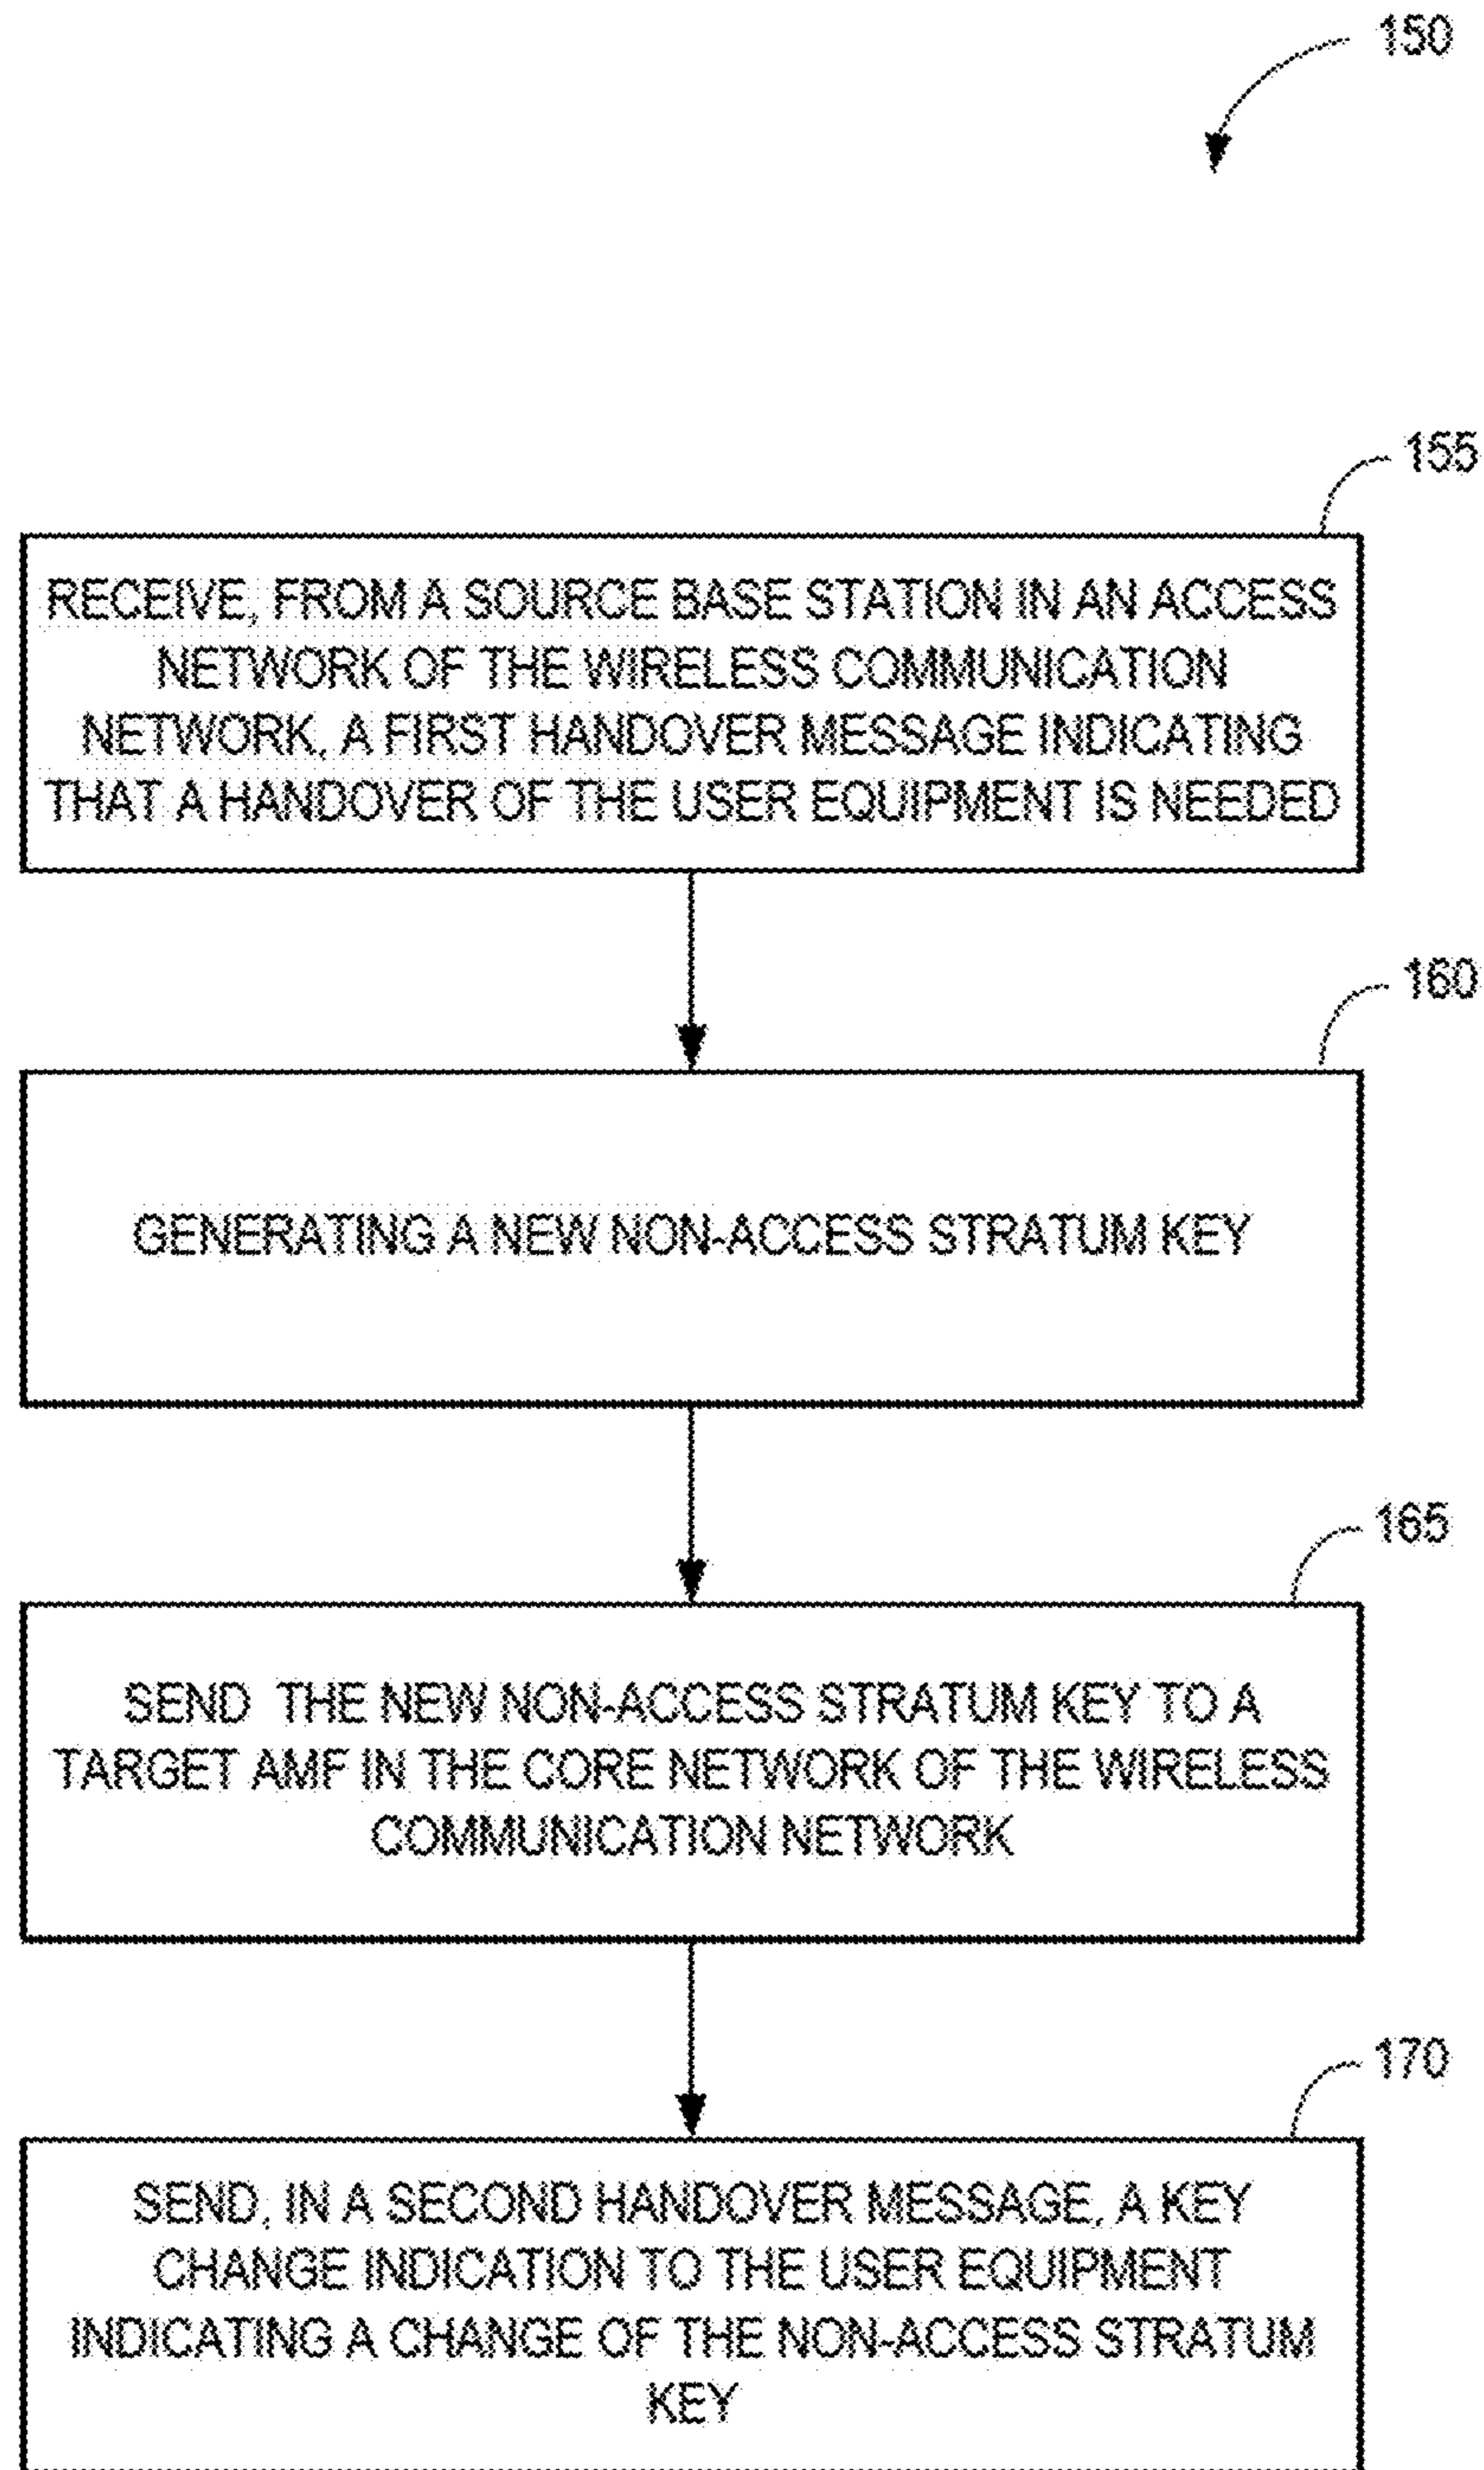 150
155
RECEIVE, FROM A SOURCE BASE STATION IN AN ACCESS
NETWORK OF THE WIRELESS COMMUNICATION
NETWORK, A FIRST HANDOVER MESSAGE INDICATING
THAT A HANDOVER OF THE USER EQUIPMENT IS NEEDED
160
GENERATING A NEW NON-ACCESS STRATUM KEY
165
SEND THE NEW NON-ACCESS STRATUM KEY TO A
TARGET AMF IN THE CORE NETWORK OF THE WIRELESS
COMMUNICATION NETWORK
170
SEND, IN A SECOND HANDOVER MESSAGE, A KEY
CHANGE INDICATION TO THE USER EQUIPMENT
INDICATING A CHANGE OF THE NON-ACCESS STRATUM
KEY